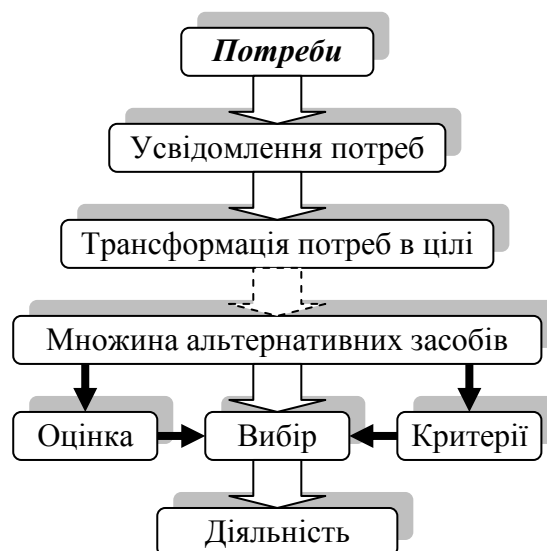 Потреби
Усвідомлення потреб
Трансформація потреб в цілі
Множина альтернативних засобів
Оцінка
Вибір
Критерії
Діяльність